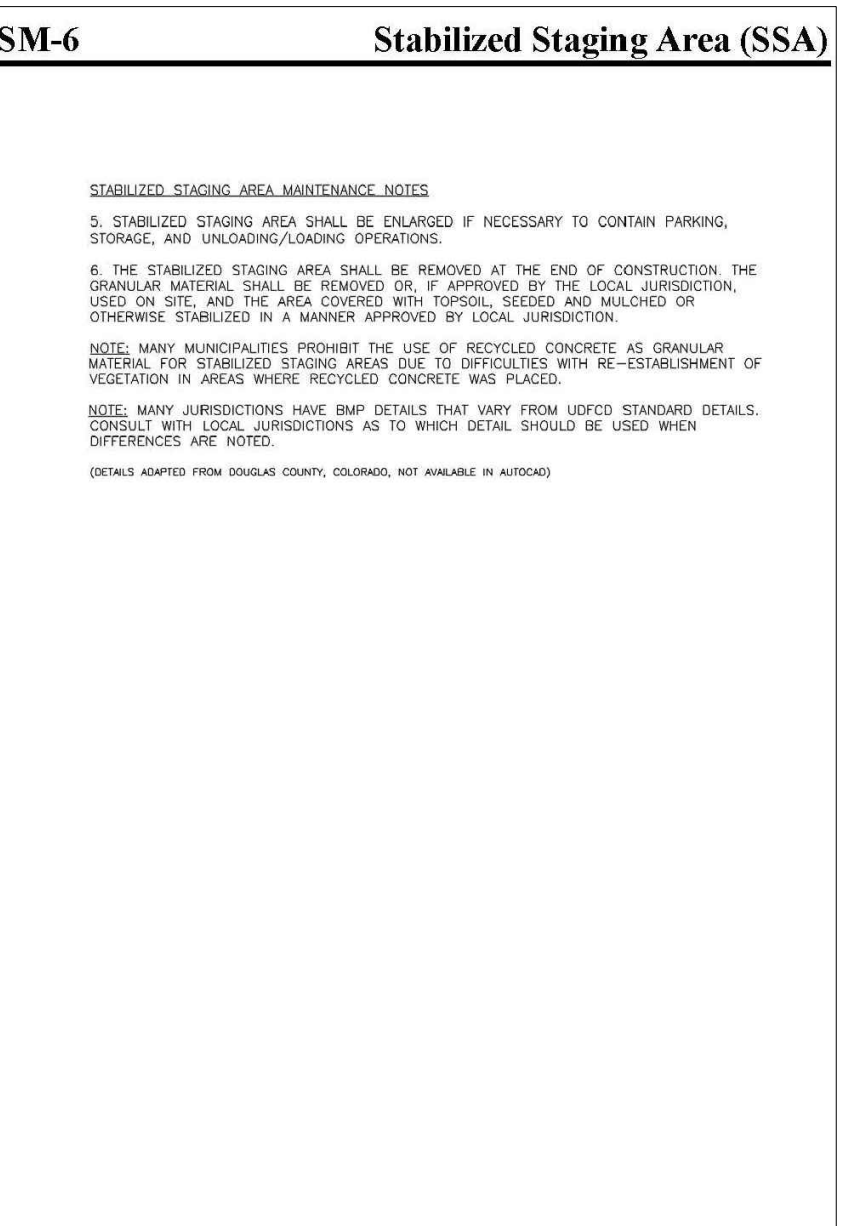 SM-6 Stabilized Staging Area (SSA)
STABILIZED STAGING AREA MAINTENANCE NOTES
5. STABILIZED STAGING AREA SHALL BE ENLARGED IF NECESSARY TO CONTAIN PARKING,
STORAGE, AND UNLOADING/LOADING OPERATIONS.
6. THE STABILIZED STAGING AREA SHALL BE REMOVED AT THE END OF CONSTRUCTION. THE
GRANULAR MATERIAL SHALL BE REMOVED OR, IF APPROVED BY THE LOCAL JURISDICTION,
USED ON SITE, AND THE AREA COVERED WITH TOPSOIL, SEEDED AND MULCHED OR
OTHERWISE STABILIZED IN A MANNER APPROVED BY LOCAL JURISDICTION.
NOTE: MANY MUNICIPALITIES PROHIBIT THE USE OF RECYCLED CONCRETE AS GRANULAR
MATERIAL FOR STABILIZED STAGING AREAS DUE TO DIFFICULTIES WITH RE-ESTABLISHMENT OF
VEGETATION IN AREAS WHERE RECYCLED CONCRETE WAS PLACED.
NOTE: MANY JURISDICTIONS HAVE BMP DETAILS THAT VARY FROM UDFCD STANDARD DETAILS.
CONSULT WITH LOCAL JURISDICTIONS AS TO WHICH DETAIL SHOULD BE USED WHEN
DIFFERENCES ARE NOTED.
(DETAILS ADAPTED FROM DOUGLAS COUNTY, COLORADO, NOT AVAILABLE IN AUTOCAD)